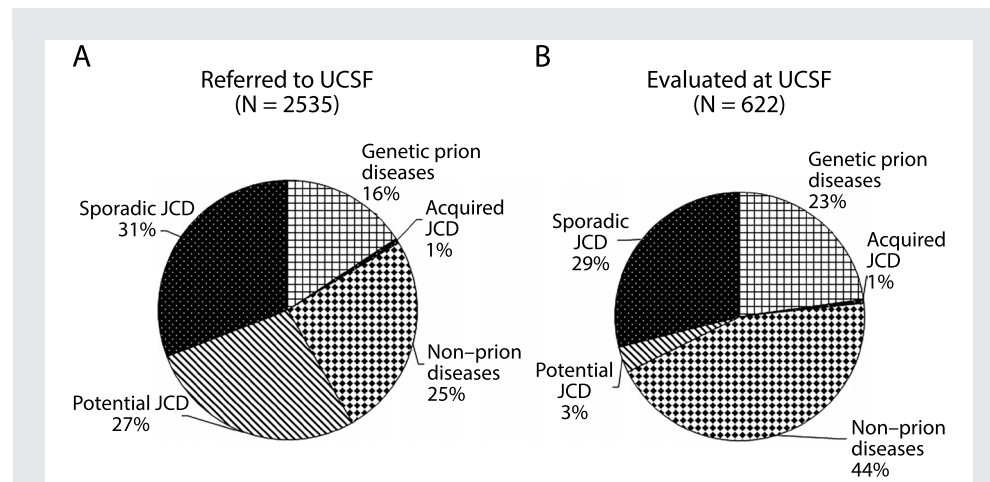 A
Referred to UCSF
(N = 2535)
Genetic prion
diseases
16%
Acquired
JCD
1%
Non–prion
diseases
25%
Potential JCD
27%
Sporadic JCD
31%
B
Evaluated at UCSF
(N = 622)
Genetic prion
diseases
23%
Acquired
JCD
1%
Non–prion
diseases
44%
Potential
JCD
3%
Sporadic
JCD
29%